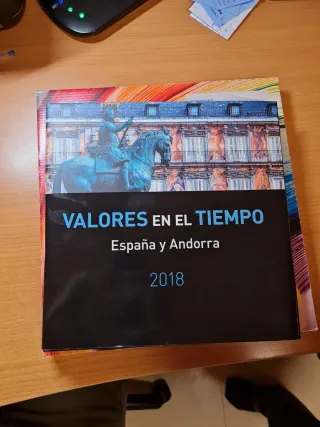 VALORES EN EL TIEMPO
España y Andorra
2018